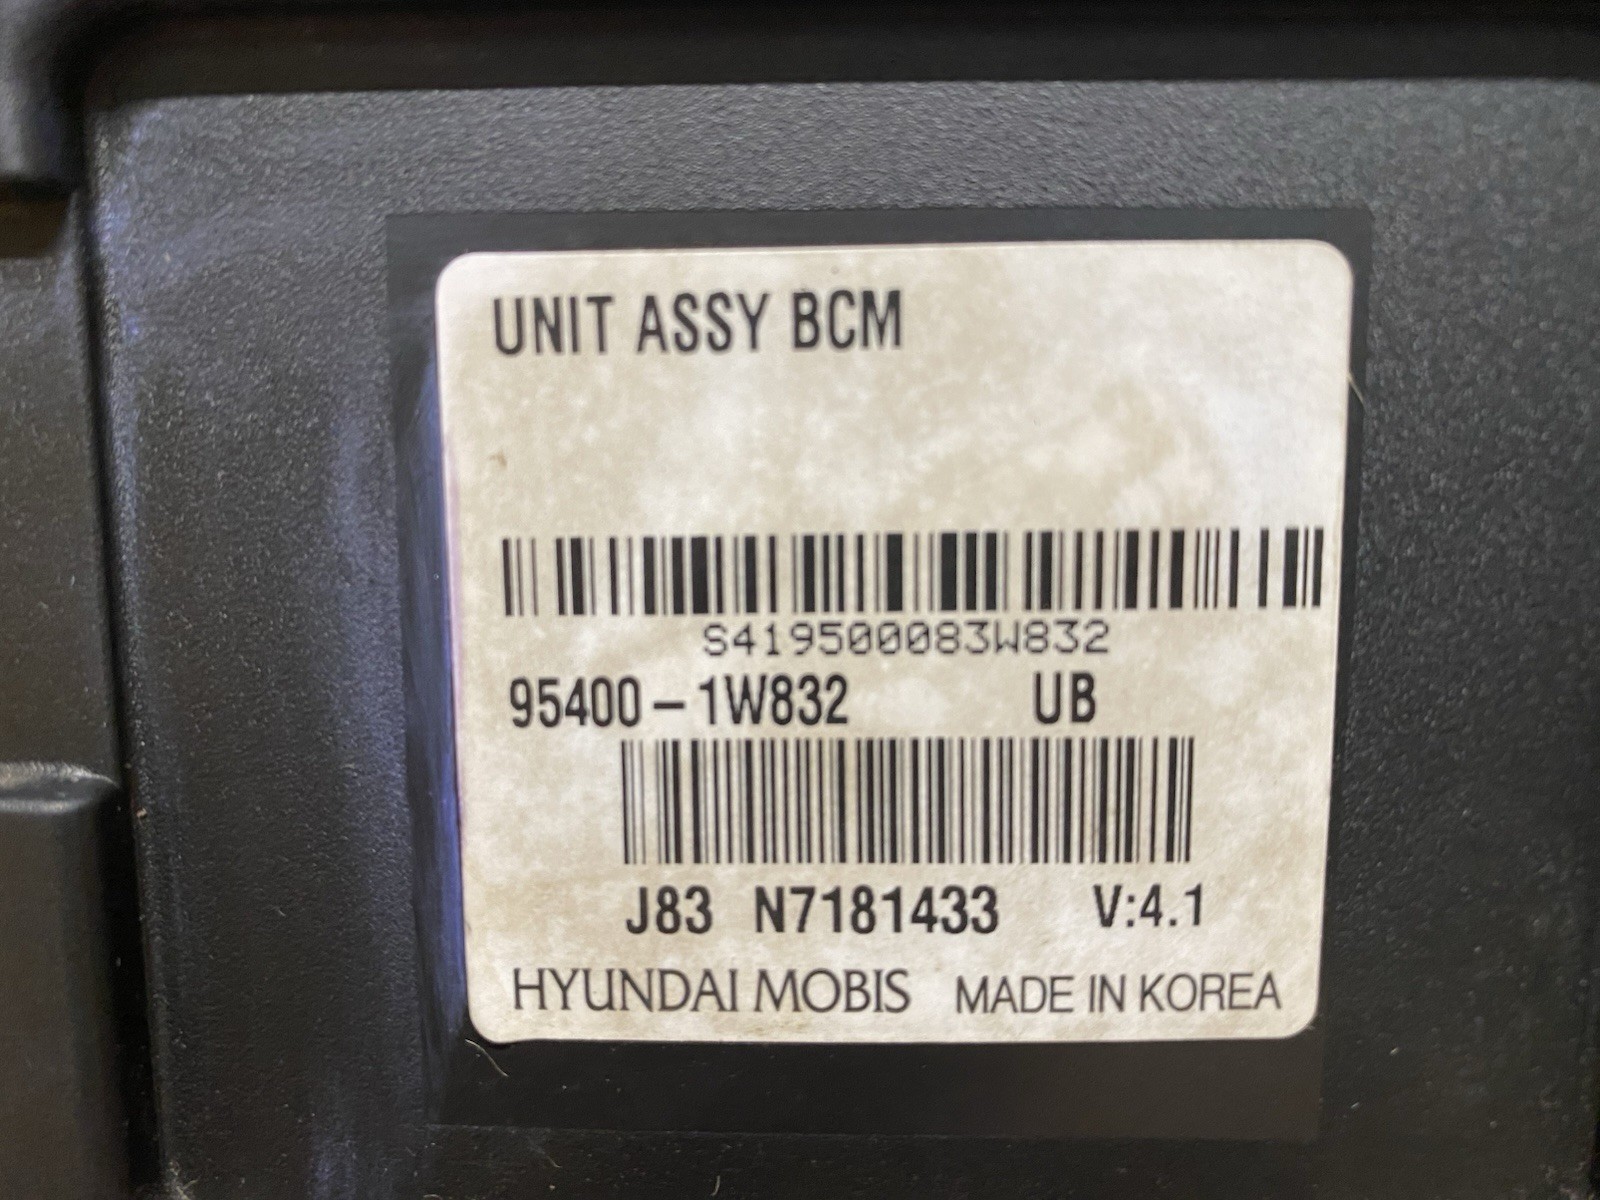 UNIT ASSY BCM
S419500083W832
95400-1W832 UB
J83 N7181433 V:4.1
HYUNDAI MOBIS MADE IN KOREA